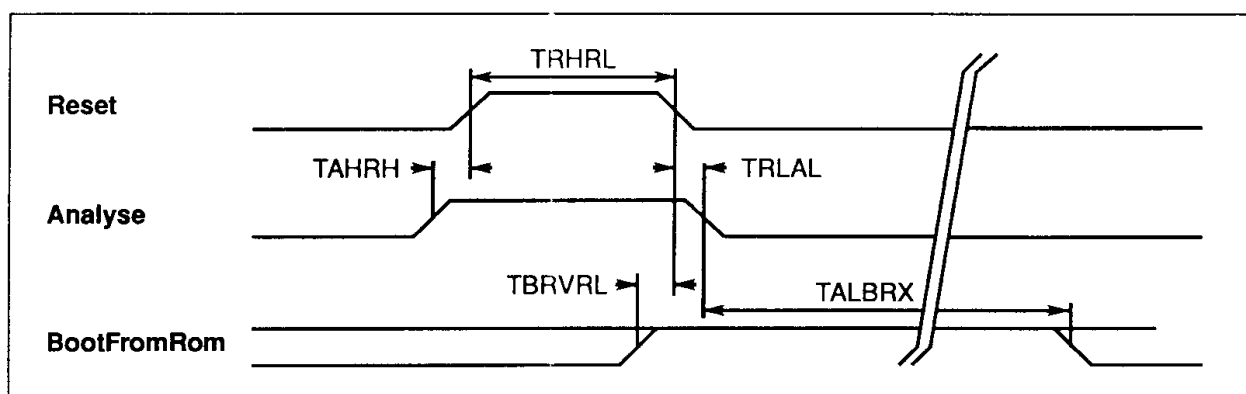 TRHRL
Reset
TAHRH
TRLAL
Analyse
TBRVRL
TALBRX
BootFromRom